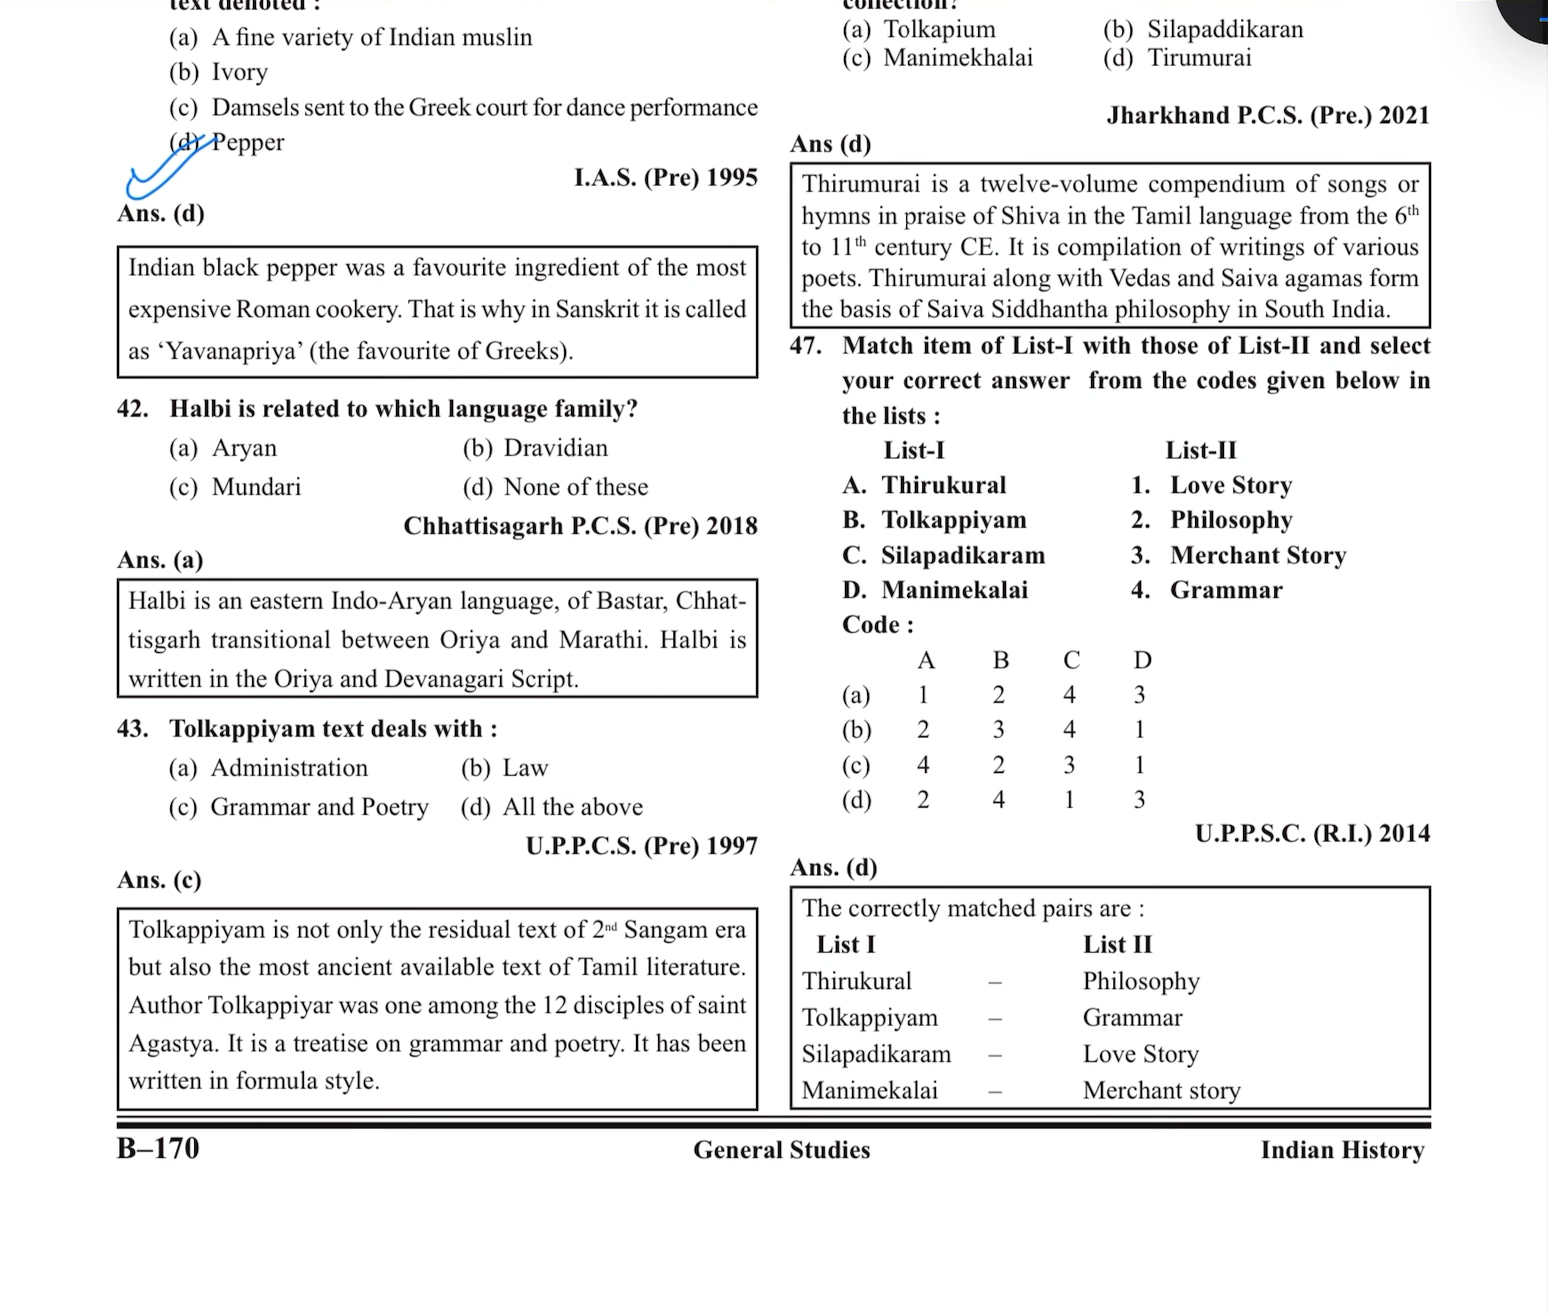 text denoted :
(a) A fine variety of Indian muslin
(b) Ivory
(c) Damsels sent to the Greek court for dance performance
(d) Pepper
I.A.S. (Pre) 1995
Ans. (d)
Indian black pepper was a favourite ingredient of the most
expensive Roman cookery. That is why in Sanskrit it is called
as ‘Yavanapriya’ (the favourite of Greeks).
42. Halbi is related to which language family?
(a) Aryan (b) Dravidian
(c) Mundari (d) None of these
Chhattisagarh P.C.S. (Pre) 2018
Ans. (a)
Halbi is an eastern Indo-Aryan language, of Bastar, Chhat-
tisgarh transitional between Oriya and Marathi. Halbi is
written in the Oriya and Devanagari Script.
43. Tolkappiyam text deals with :
(a) Administration (b) Law
(c) Grammar and Poetry (d) All the above
U.P.P.C.S. (Pre) 1997
Ans. (c)
Tolkappiyam is not only the residual text of 2nd Sangam era
but also the most ancient available text of Tamil literature.
Author Tolkappiyar was one among the 12 disciples of saint
Agastya. It is a treatise on grammar and poetry. It has been
written in formula style.
collection?
(a) Tolkapium (b) Silapaddikaran
(c) Manimekhalai (d) Tirumurai
Jharkhand P.C.S. (Pre.) 2021
Ans (d)
Thirumurai is a twelve-volume compendium of songs or
hymns in praise of Shiva in the Tamil language from the 6th
to 11th century CE. It is compilation of writings of various
poets. Thirumurai along with Vedas and Saiva agamas form
the basis of Saiva Siddhantha philosophy in South India.
47. Match item of List-I with those of List-II and select
your correct answer from the codes given below in
the lists :
List-I List-II
A. Thirukural 1. Love Story
B. Tolkappiyam 2. Philosophy
C. Silapadikaram 3. Merchant Story
D. Manimekalai 4. Grammar
Code :
A B C D
(a) 1 2 4 3
(b) 2 3 4 1
(c) 4 2 3 1
(d) 2 4 1 3
U.P.P.S.C. (R.I.) 2014
Ans. (d)
The correctly matched pairs are :
List I List II
Thirukural – Philosophy
Tolkappiyam – Grammar
Silapadikaram – Love Story
Manimekalai – Merchant story
B–170 General Studies Indian History